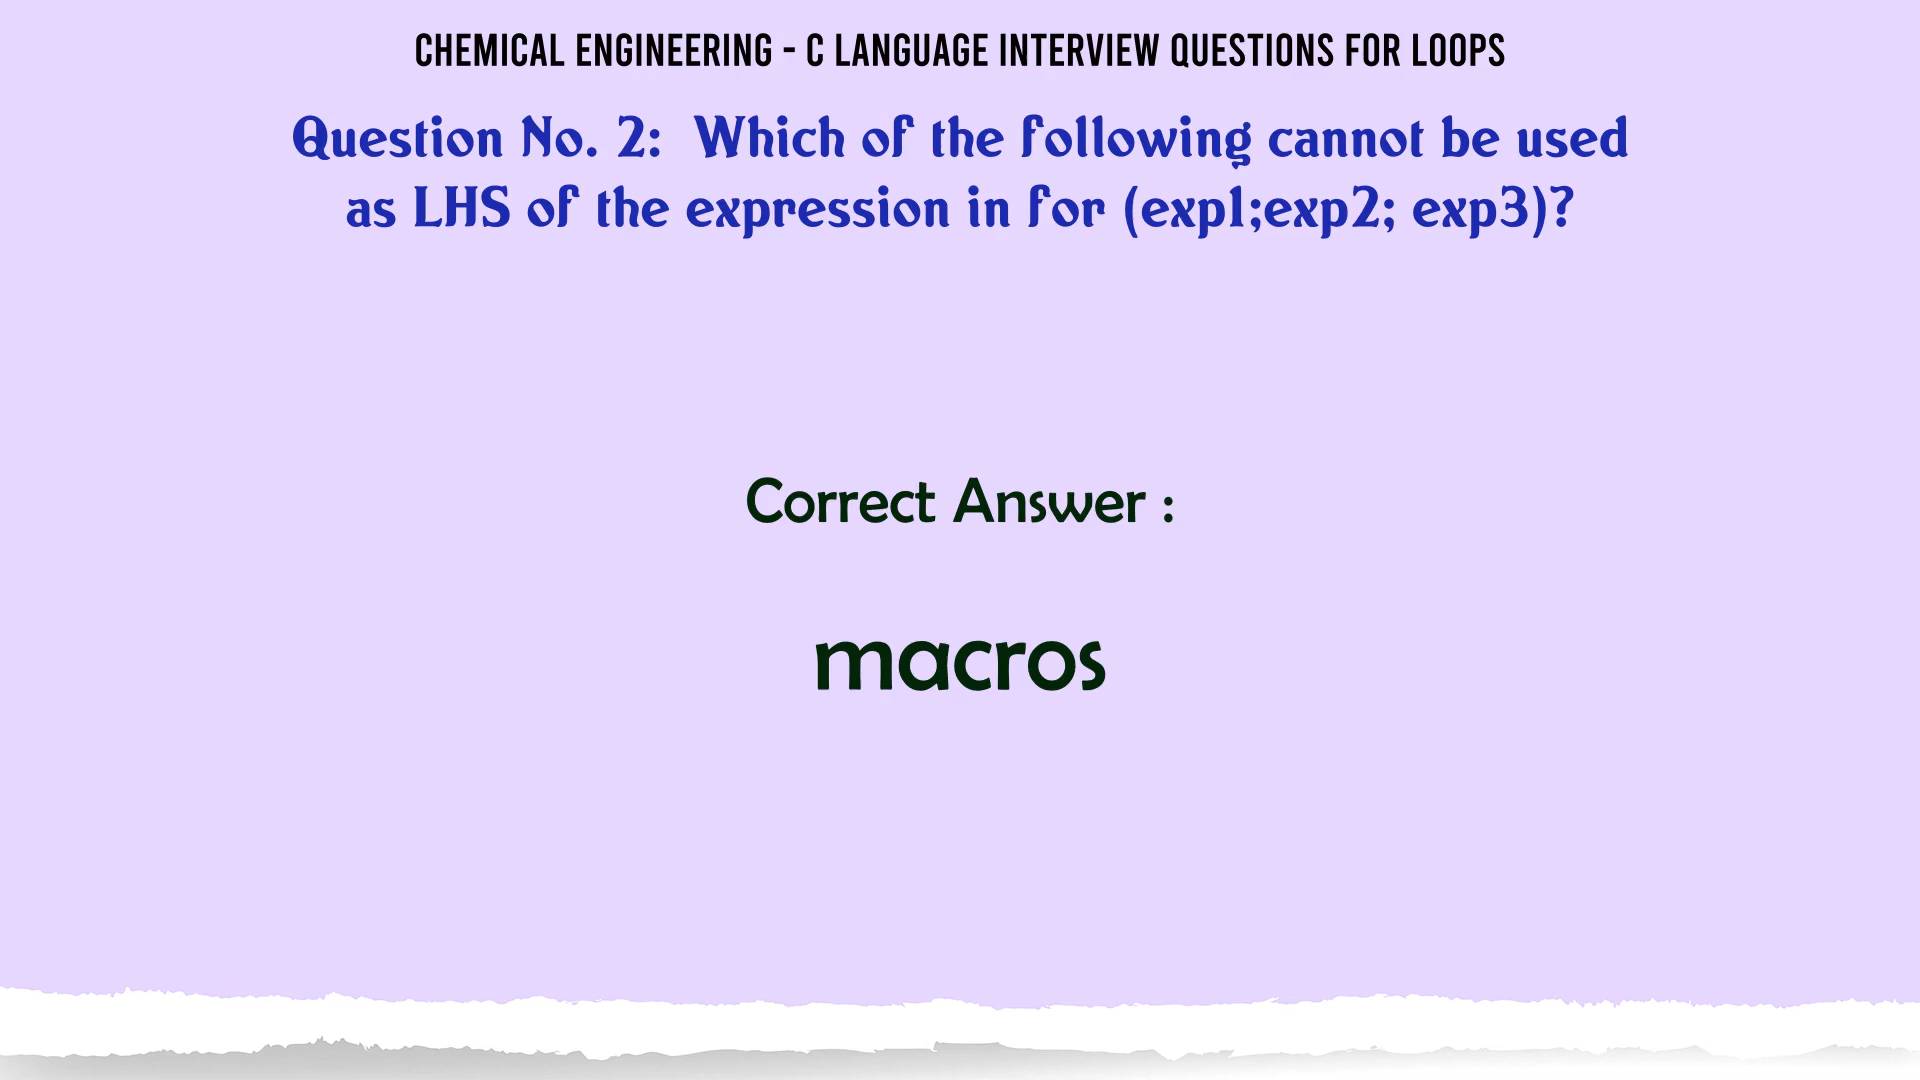 CHEMICAL ENGINEERING - C LANGUAGE INTERVIEW QUESTIONS FOR LOOPS
Question No. 2: Which of the following cannot be used
as LHS of the expression in for (exp1;exp2; exp3)?
Correct Answer :
macros